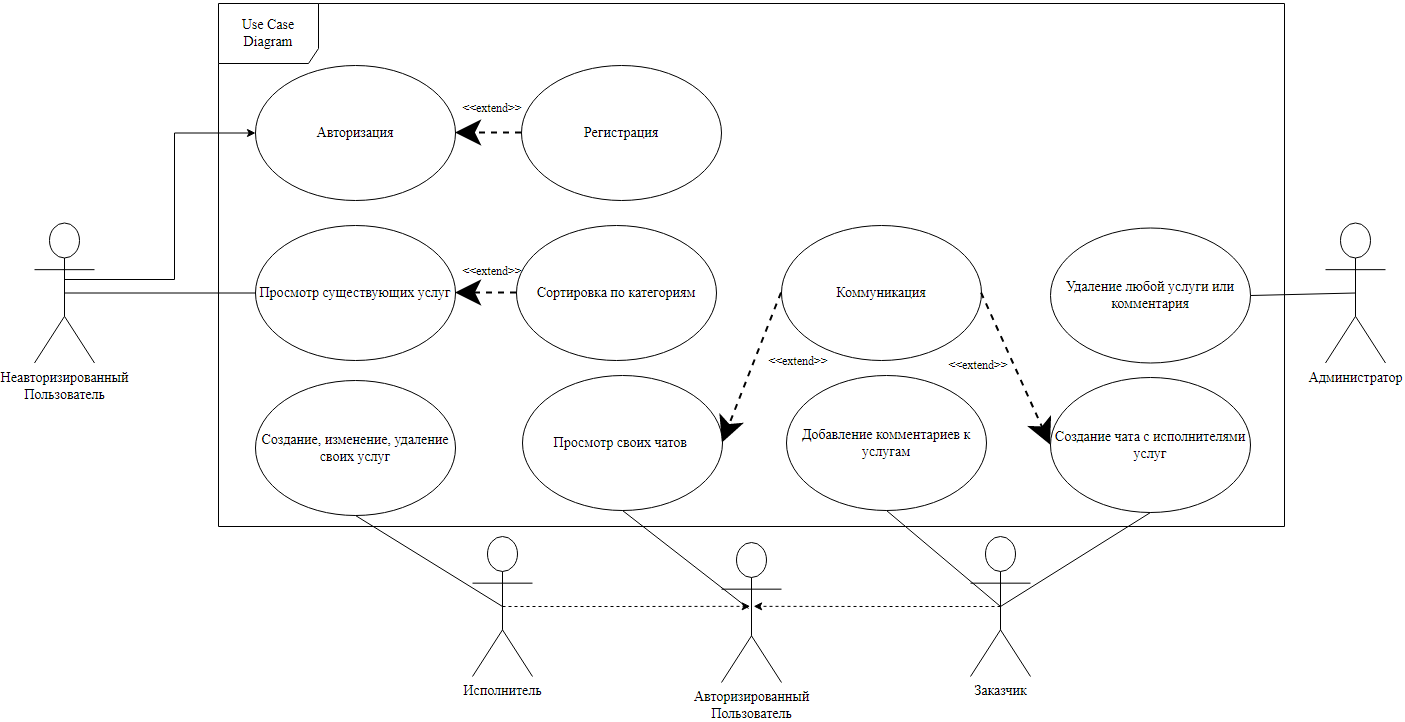 Use Case
Diagram
Авторизация
<<extend>>
Регистрация
Просмотр существующих услуг
<<extend>>
Сортировка по категориям
Коммуникация
Удаление любой услуги или
комментария
<<extend>>
<<extend>>
Неавторизированный
Пользователь
Администратор
Создание, изменение, удаление
своих услуг
Просмотр своих чатов
Добавление комментариев к
услугам
Создание чата с исполнителями
услуг
Исполнитель
Авторизированный
Пользователь
Заказчик